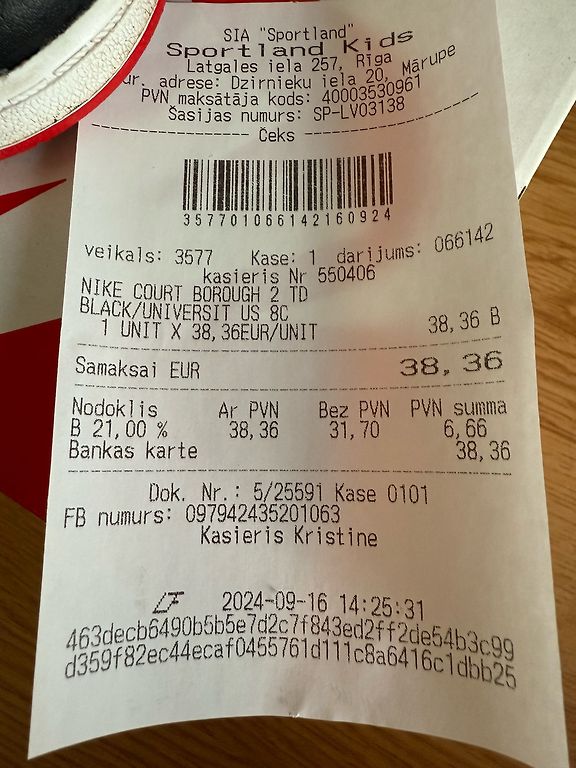 SIA "Sportland"
Sportland Kids
Latgales iela 257, Rīga
ur. adrese: Dzirnieku iela 20, Mārupe
PVN maksātāja kods: 40003530961
Šasijas numurs: SP-LV03138
Čeks
357701066142160924
veikals: 3577 Kase: 1 darijums: 066142
kasieris Nr 550406
NIKE COURT BOROUGH 2 TD
BLACK/UNIVERSIT US 8C
1 UNIT X 38,36EUR/UNIT 38,36 B
Samaksai EUR 38,36
Nodoklis Ar PVN Bez PVN PVN summa
B 21,00 % 38,36 31,70 6,66
Bankas karte 38,36
Dok. Nr.: 5/25591 Kase 0101
FB numurs: 097942435201063
Kasieris Kristine
2024-09-16 14:25:31
463decb6490b5b5e7d2c7f843ed2ff2de54b3c99
d359f82ec44ecaf0455761d111c8a6416c1dbb25